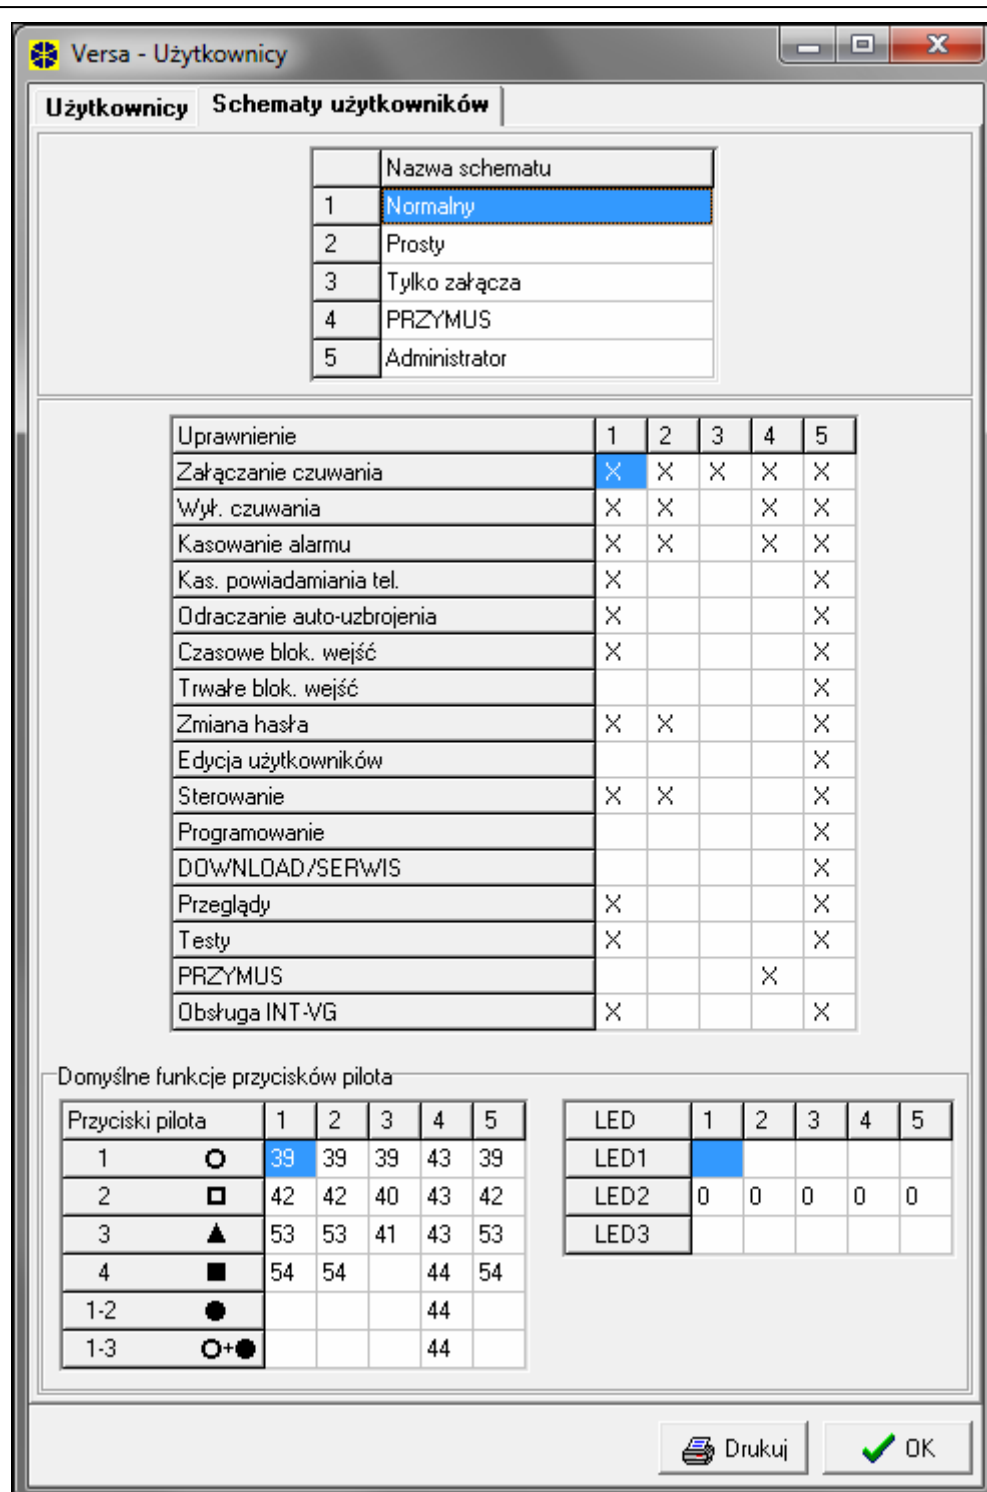 Versa - Użytkownicy
Użytkownicy Schematy użytkowników
Nazwa schematu
1 Normalny
2 Prosty
3 Tylko załącza
4 PRZYMUS
5 Administrator
Uprawnienie 1 2 3 4 5
Załączanie czuwania X X X X X
Wył. czuwania X X X X
Kasowanie alarmu X X X X
Kas. powiadamiania tel. X X
Odraczanie auto-uzbrojenia X X
Czasowe blok. wejść X X
Trwałe blok. wejść X
Zmiana hasła X X X
Edycja użytkowników X
Sterowanie X X X
Programowanie X
DOWNLOAD/SERWIS X
Przeglądy X X
Testy X X
PRZYMUS X
Obsługa INT-VG X X
Domyślne funkcje przycisków pilota
Przyciski pilota 1 2 3 4 5
1 39 39 39 43 39
2 42 42 40 43 42
3 53 53 41 43 53
4 54 54 44 54
1-2 44
1-3 + 44
LED 1 2 3 4 5
LED1
LED2 0 0 0 0 0
LED3
Drukuj OK